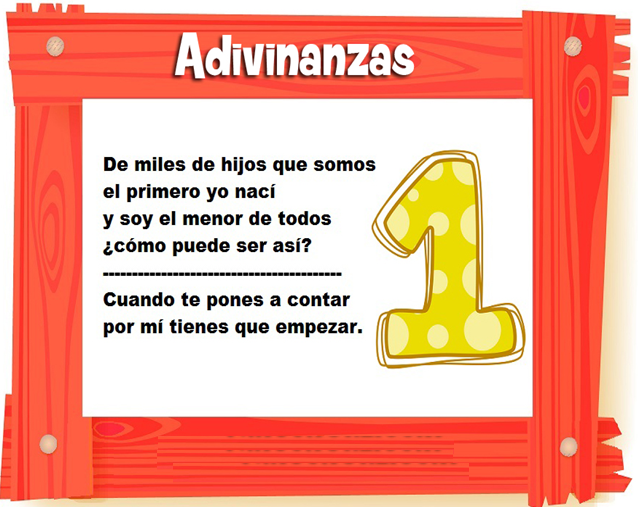 Adivinanzas
De miles de hijos que somos
el primero yo nací
y soy el menor de todos
¿cómo puede ser así?
-----------------------------------------
Cuando te pones a contar
por mí tienes que empezar.
1